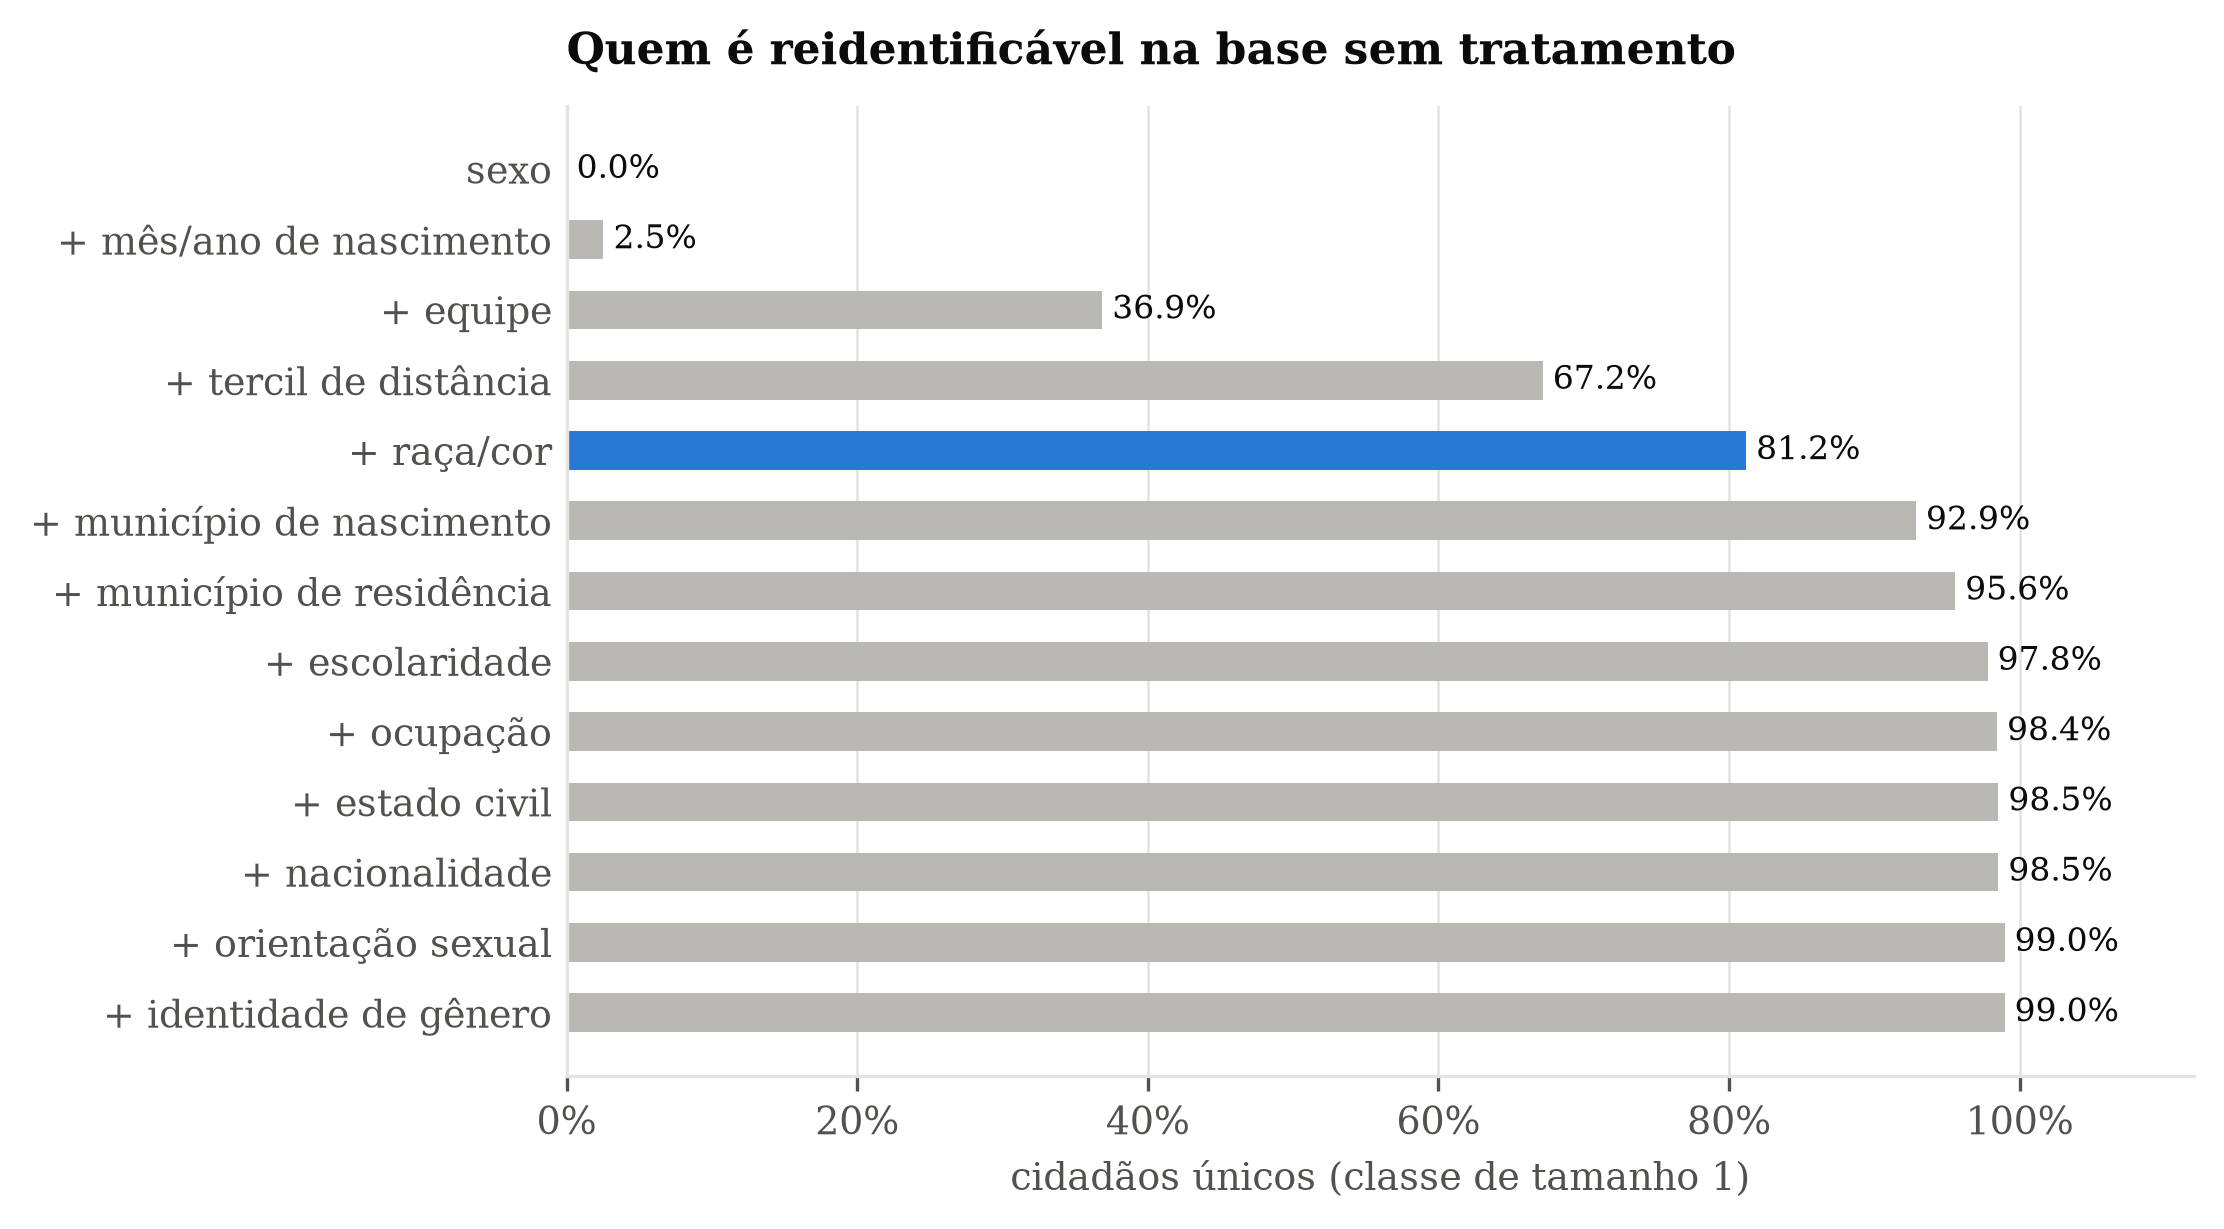 Quem é reidentificável na base sem tratamento
sexo 0.0%
+ mês/ano de nascimento 2.5%
+ equipe 36.9%
+ tercil de distância 67.2%
+ raça/cor 81.2%
+ município de nascimento 92.9%
+ município de residência 95.6%
+ escolaridade 97.8%
+ ocupação 98.4%
+ estado civil 98.5%
+ nacionalidade 98.5%
+ orientação sexual 99.0%
+ identidade de gênero 99.0%
0% 20% 40% 60% 80% 100%
cidadãos únicos (classe de tamanho 1)